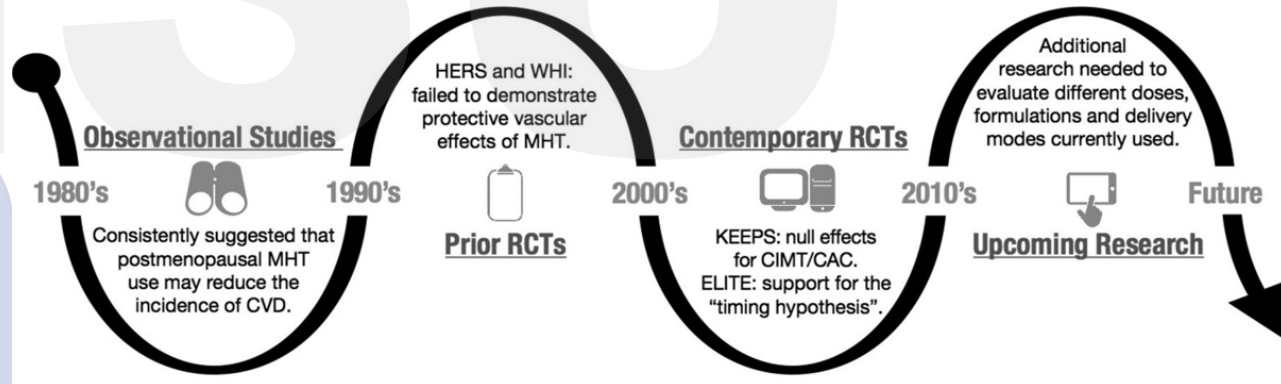 1980's
Observational Studies
Consistently suggested that
postmenopausal MHT
use may reduce the
incidence of CVD.
1990's
HERS and WHI:
failed to demonstrate
protective vascular
effects of MHT.
Prior RCTs
2000's
Contemporary RCTs
KEEPS: null effects
for CIMT/CAC.
ELITE: support for the
“timing hypothesis”.
2010's
Additional
research needed to
evaluate different doses,
formulations and delivery
modes currently used.
Upcoming Research
Future